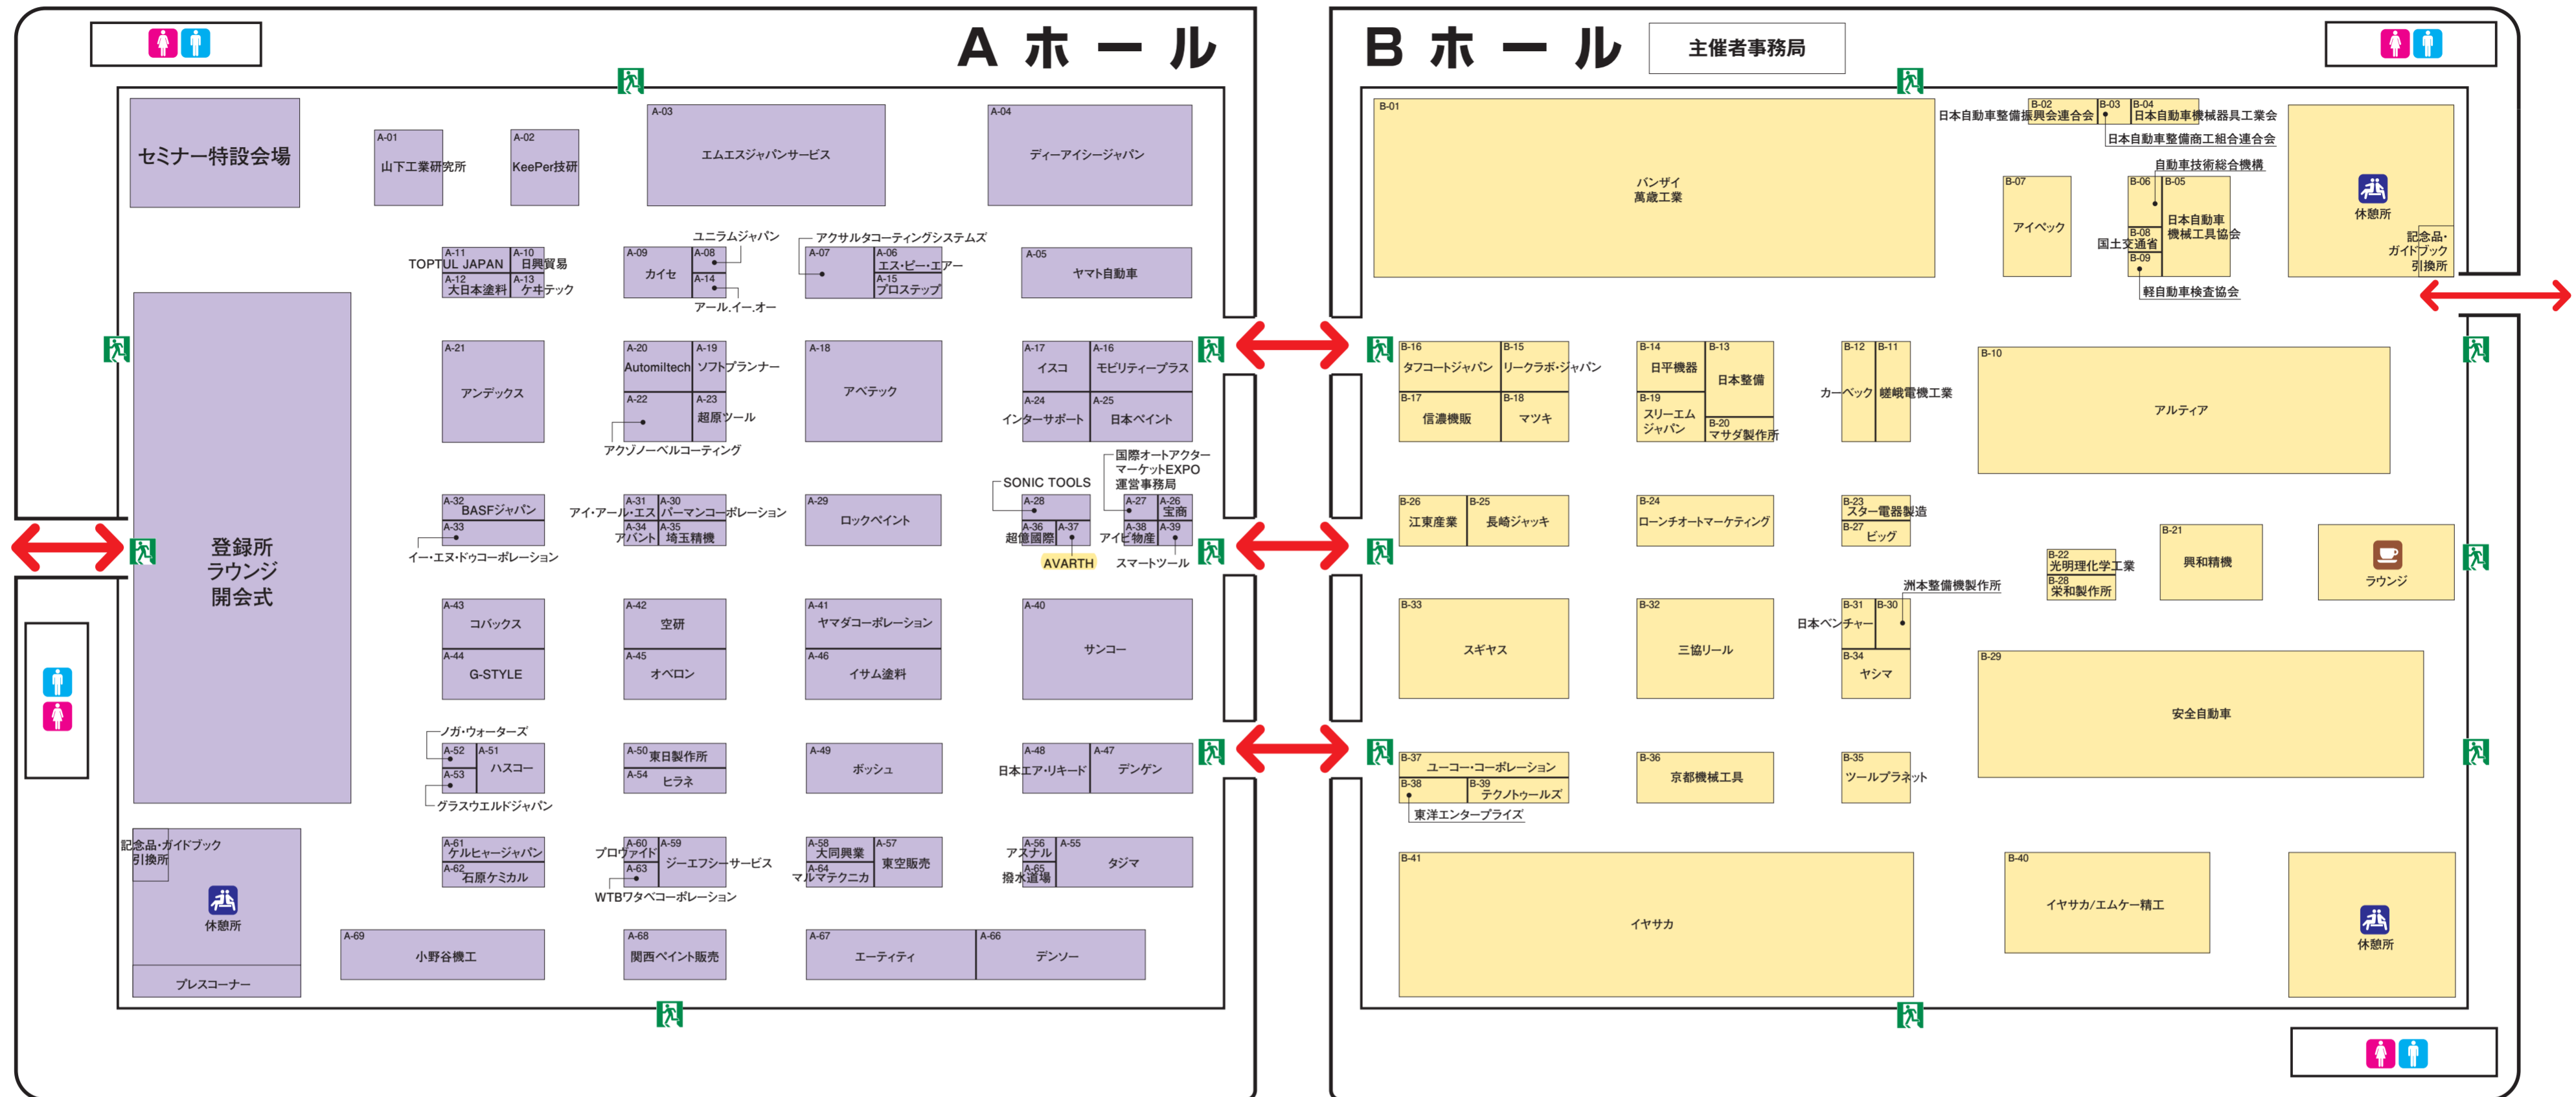 Aホール
セミナー特設会場
A-01
山下工業研究所
A-02
KeePer技研
A-03
エムエスジャパンサービス
A-04
ディーアイシージャパン
A-11
TOPTUL JAPAN
A-10
日興貿易
A-12
大日本塗料
A-13
ケヰテック
A-09
カイセ
A-08
ユニラムジャパン
A-14
アール.イー.オー
A-07
アクサルタコーティングシステムズ
A-06
エス・ピー・エアー
A-15
プロステップ
A-05
ヤマト自動車
登録所
ラウンジ
開会式
A-21
アンデックス
A-20
Automiltech
A-19
ソフトプランナー
A-22
アクゾノーベルコーティング
A-23
超原ツール
A-18
アベテック
A-17
イスコ
A-16
モビリティープラス
A-24
インターサポート
A-25
日本ペイント
A-32
BASFジャパン
A-33
イー・エヌ・ドゥコーポレーション
A-31
アイ・アール・エス
A-30
バーマンコーポレーション
A-34
アバント
A-35
埼玉精機
A-29
ロックペイント
SONIC TOOLS
A-28
A-36
超億國際
A-37
AVARTH
国際オートアクター
マーケットEXPO
運営事務局
A-27
A-26
宝商
A-38
アイビ物産
A-39
スマートツール
A-43
コバックス
A-44
G-STYLE
A-42
空研
A-45
オベロン
A-41
ヤマダコーポレーション
A-46
イサム塗料
A-40
サンコー
ノガ・ウォーターズ
A-52
A-51
ハスコー
A-53
グラスウエルドジャパン
A-50
東日製作所
A-54
ヒラネ
A-49
ボッシュ
A-48
日本エア・リキード
A-47
デンゲン
記念品・ガイドブック
引換所
休憩所
プレスコーナー
A-61
ケルヒャージャパン
A-62
石原ケミカル
A-60
プロヴァイド
A-59
ジーエフシーサービス
A-63
WTBワタベコーポレーション
A-58
大同興業
A-57
東空販売
A-64
マルマテクニカ
A-56
アスナル
A-55
タジマ
A-65
撥水道場
A-69
小野谷機工
A-68
関西ペイント販売
A-67
エーティティ
A-66
デンソー
Bホール
主催者事務局
B-01
バンザイ
萬歳工業
B-02
日本自動車整備振興会連合会
B-03
B-04
日本自動車機械器具工業会
日本自動車整備商工組合連合会
自動車技術総合機構
B-07
アイペック
B-06
B-05
日本自動車
機械工具協会
B-08
国土交通省
B-09
軽自動車検査協会
休憩所
記念品・
ガイドブック
引換所
B-16
タフコートジャパン
B-15
リークラボ・ジャパン
B-17
信濃機販
B-18
マツキ
B-14
日平機器
B-13
日本整備
B-19
スリーエム
ジャパン
B-20
マサダ製作所
B-12
カーベック
B-11
嵯峨電機工業
B-10
アルティア
B-26
江東産業
B-25
長崎ジャッキ
B-24
ローンチオートマーケティング
B-23
スター電器製造
B-27
ビッグ
B-22
光明理化学工業
B-28
栄和製作所
B-21
興和精機
ラウンジ
B-33
スギヤス
B-32
三協リール
洲本整備機製作所
B-31
日本ベンチャー
B-30
B-34
ヤシマ
B-29
安全自動車
B-37
ユーコー・コーポレーション
B-38
東洋エンタープライズ
B-39
テクノトゥールズ
B-36
京都機械工具
B-35
ツールプラネット
B-41
イヤサカ
B-40
イヤサカ/エムケー精工
休憩所